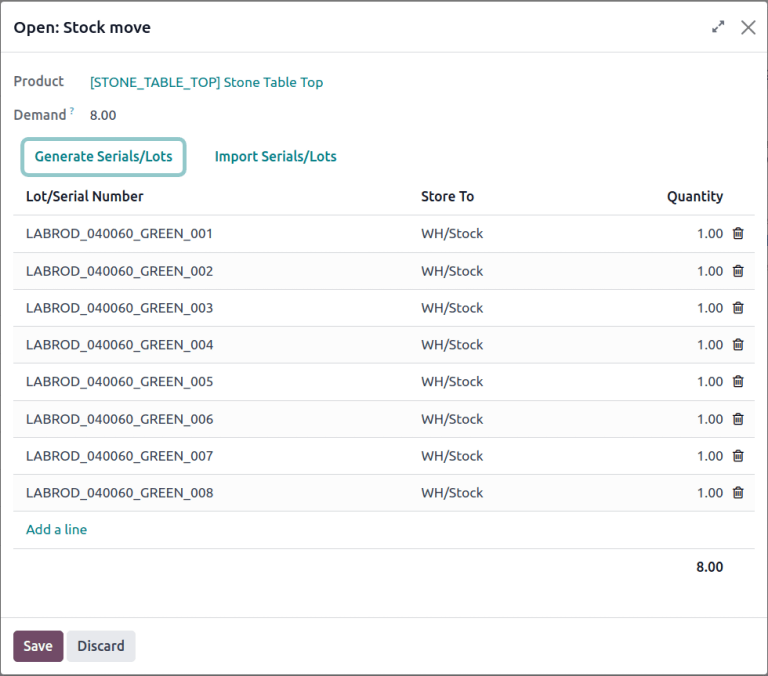 Open: Stock move
Product [STONE_TABLE_TOP] Stone Table Top
Demand ? 8.00
Generate Serials/Lots Import Serials/Lots
Lot/Serial Number Store To Quantity
LABROD_040060_GREEN_001 WH/Stock 1.00
LABROD_040060_GREEN_002 WH/Stock 1.00
LABROD_040060_GREEN_003 WH/Stock 1.00
LABROD_040060_GREEN_004 WH/Stock 1.00
LABROD_040060_GREEN_005 WH/Stock 1.00
LABROD_040060_GREEN_006 WH/Stock 1.00
LABROD_040060_GREEN_007 WH/Stock 1.00
LABROD_040060_GREEN_008 WH/Stock 1.00
Add a line
8.00
Save Discard